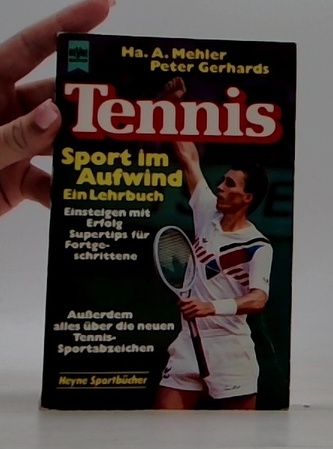 Ha. A. Mehler
Peter Gerhards
Tennis
Sport im
Aufwind
Ein Lehrbuch
Einsteigen mit
Erfolg
Supertips für
Fortge-
schrittene
Außerdem
alles über die neuen
Tennis-
Sportabzeichen
Heyne Sportbücher